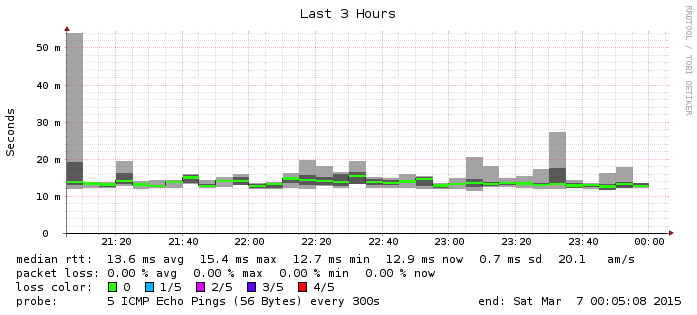 Last 3 Hours
RRDTOOL / TOBI OETIKER
Seconds
50 m
40 m
30 m
20 m
10 m
0
21:20 21:40 22:00 22:20 22:40 23:00 23:20 23:40 00:00
median rtt: 13.6 ms avg 15.4 ms max 12.7 ms min 12.9 ms now 0.7 ms sd 20.1 am/s
packet loss: 0.00 % avg 0.00 % max 0.00 % min 0.00 % now
loss color: 0 1/5 2/5 3/5 4/5
probe: 5 ICMP Echo Pings (56 Bytes) every 300s end: Sat Mar 7 00:05:08 2015